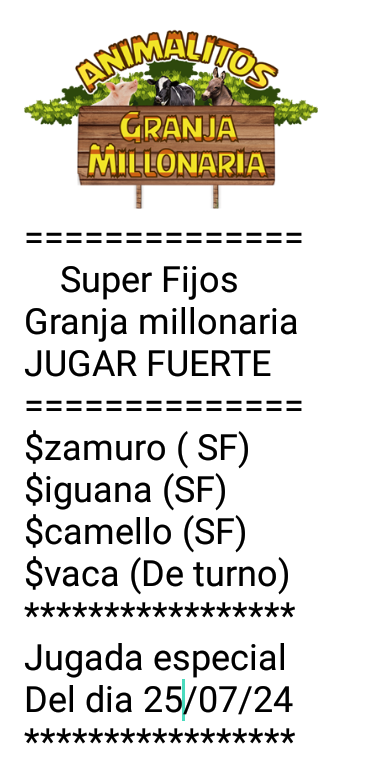 ANIMALITOS
GRANJA
MILLONARIA
==============
Super Fijos
Granja millonaria
JUGAR FUERTE
==============
$zamuro ( SF)
$iguana (SF)
$camello (SF)
$vaca (De turno)
*****************
Jugada especial
Del dia 25/07/24
*****************